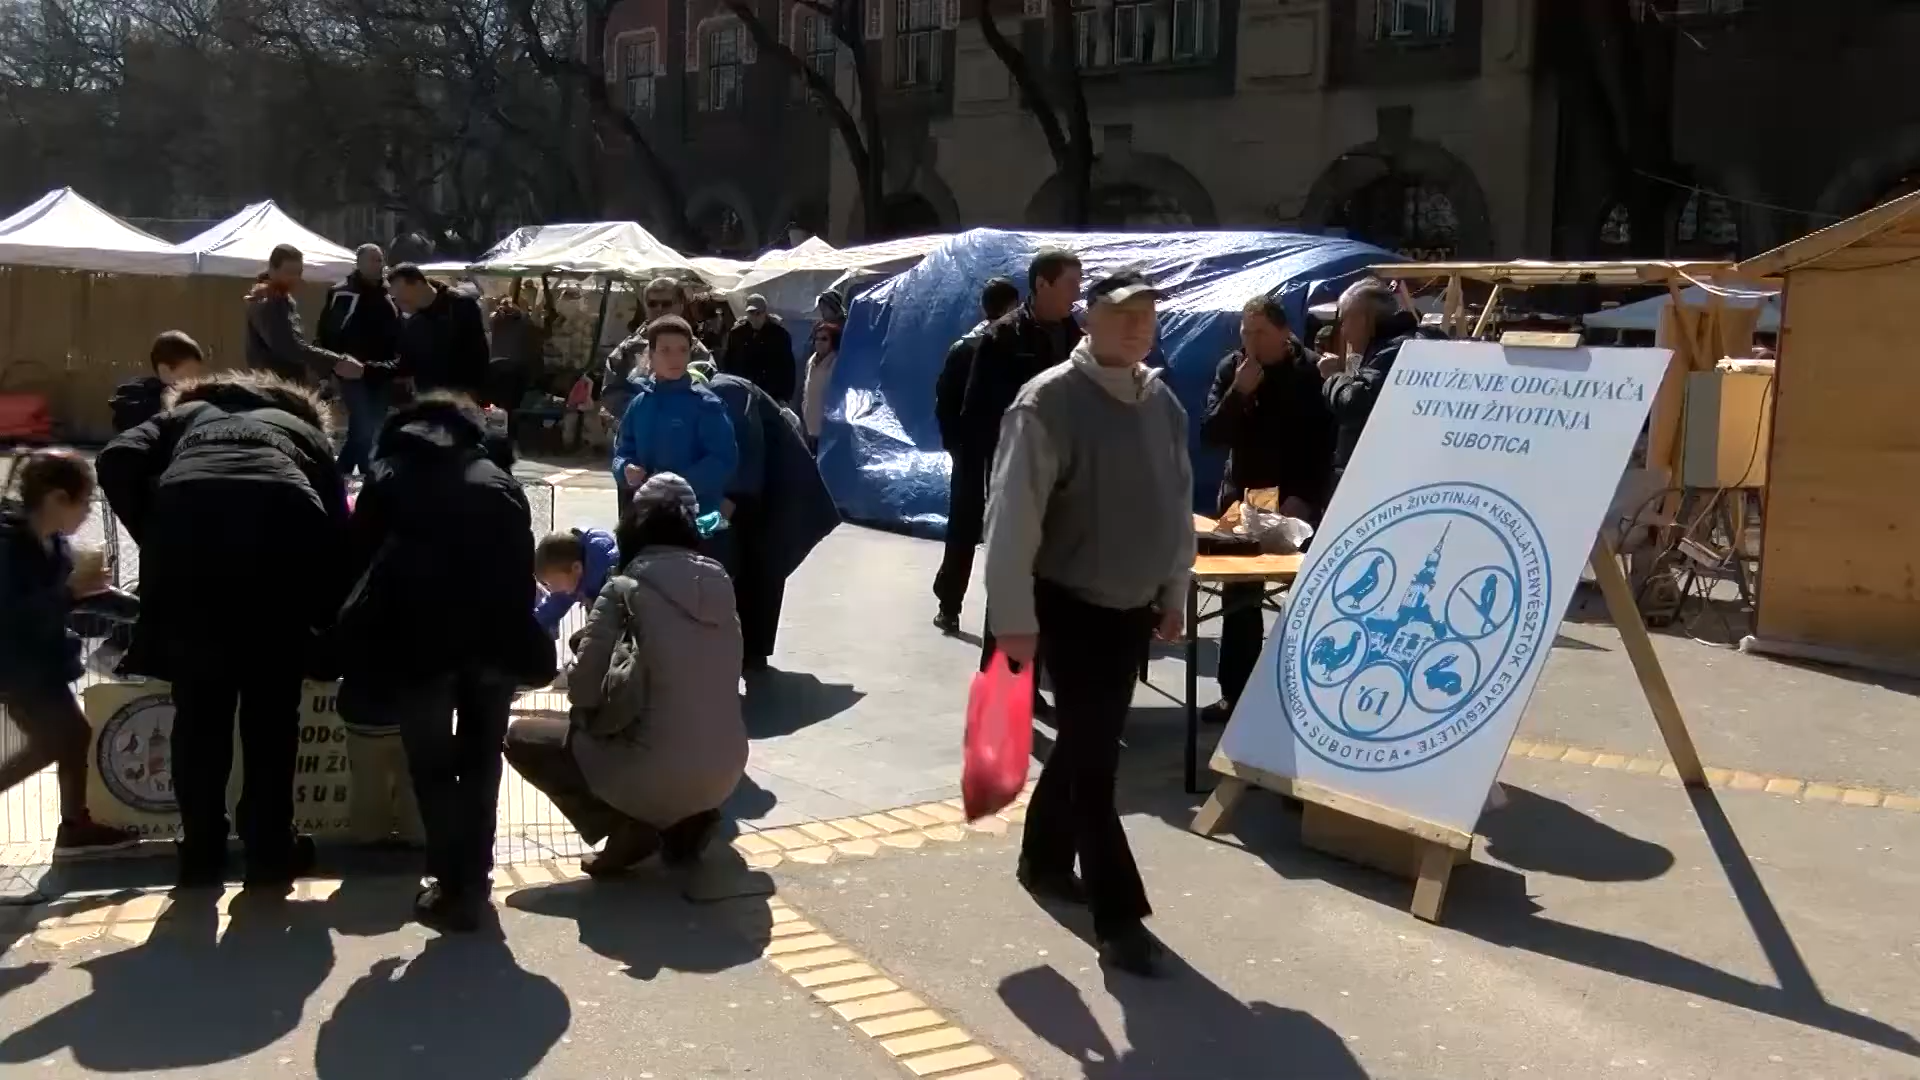 UDRUŽENJE ODGAJIVAČA
SITNIH ŽIVOTINJA
SUBOTICA
UDRUŽENJE ODGAJIVAČA SITNIH ŽIVOTINJA • KISÁLLATTENYÉSZTŐK EGYESÜLETE • SUBOTICA •
'61